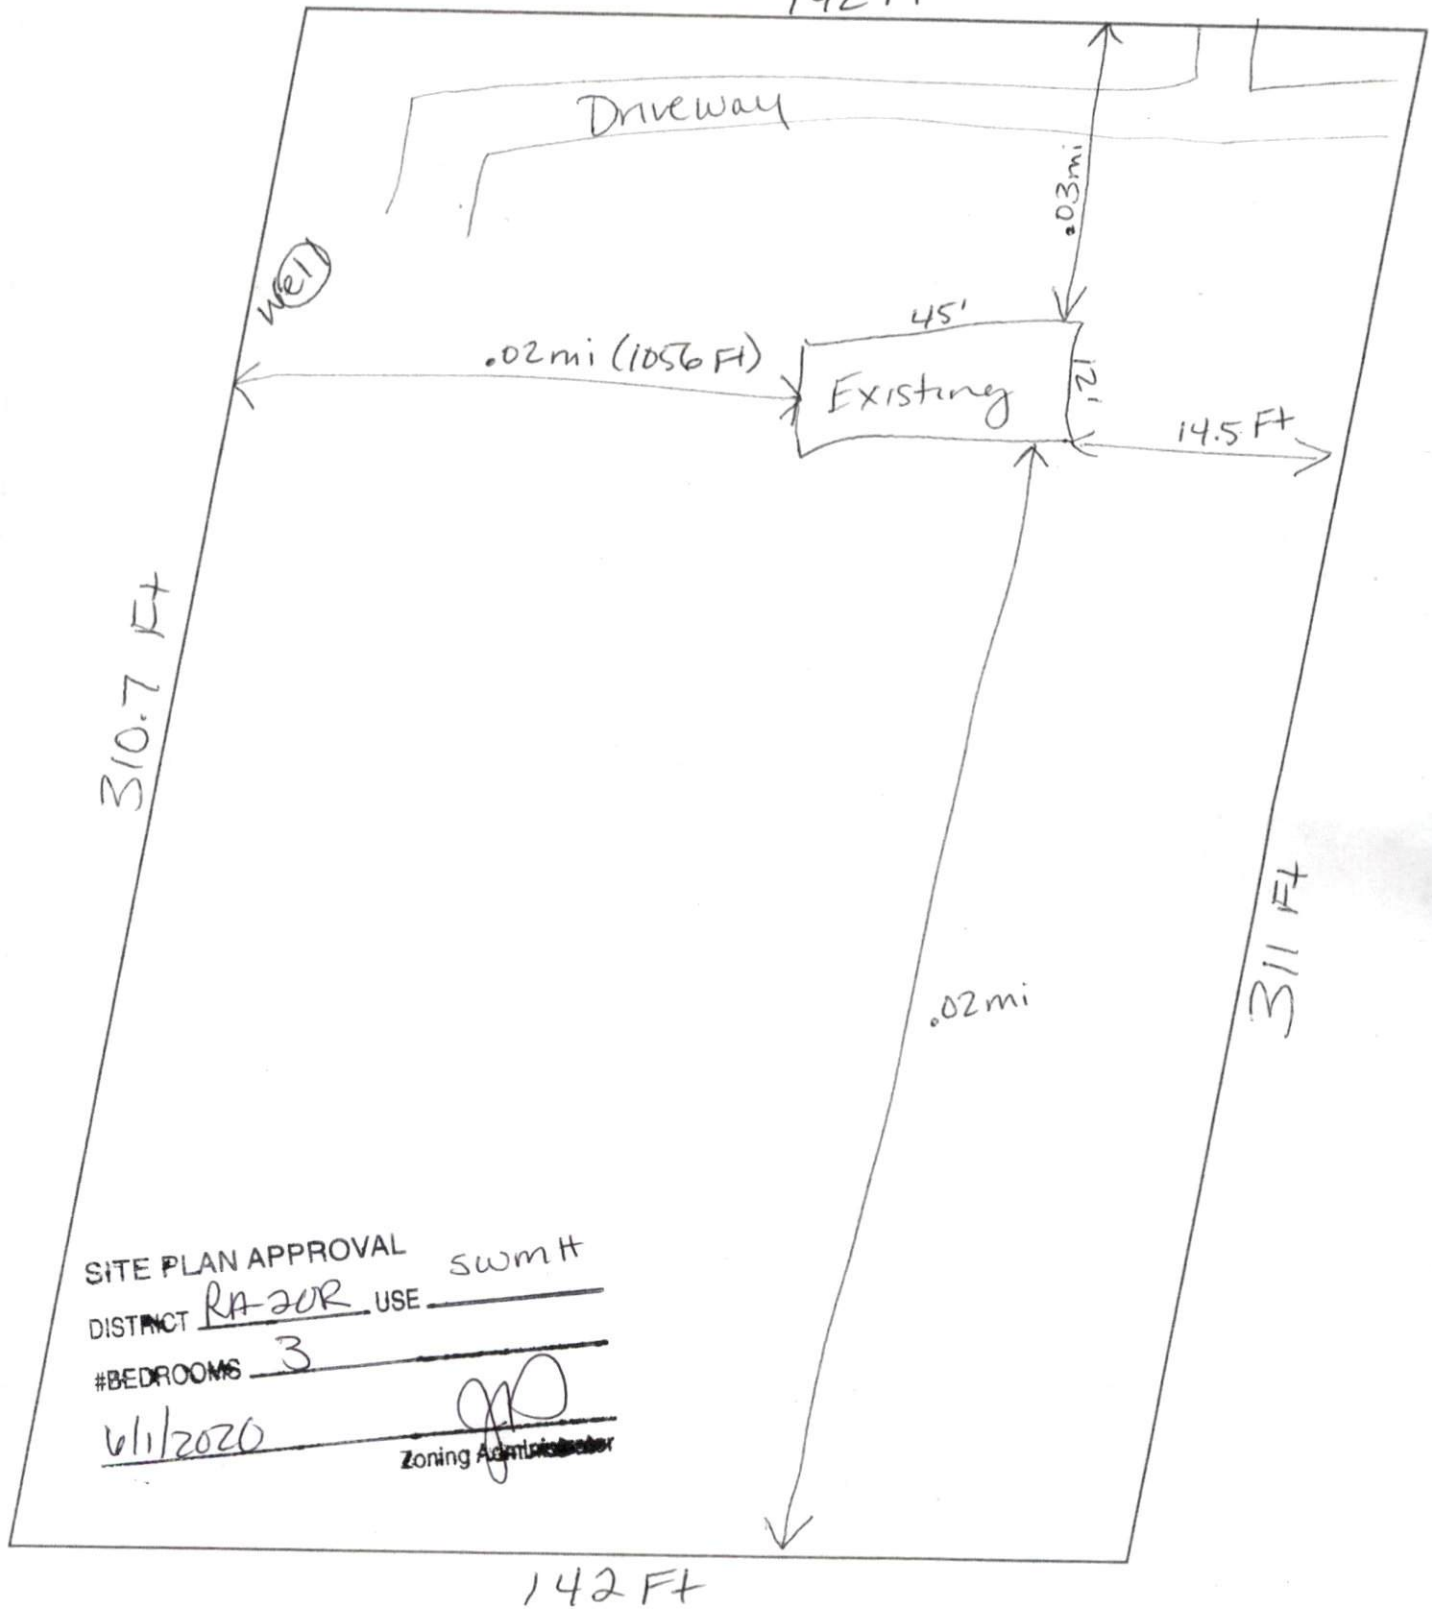 142 Ft
Driveway
.03mi
well
45'
.02mi (1056 Ft)
Existing
12'
14.5 Ft
310.7 Ft
311 Ft
.02mi
SITE PLAN APPROVAL
DISTRICT RA-20R USE SWMH
#BEDROOMS 3
6/1/2020
Zoning Administrator
142 Ft